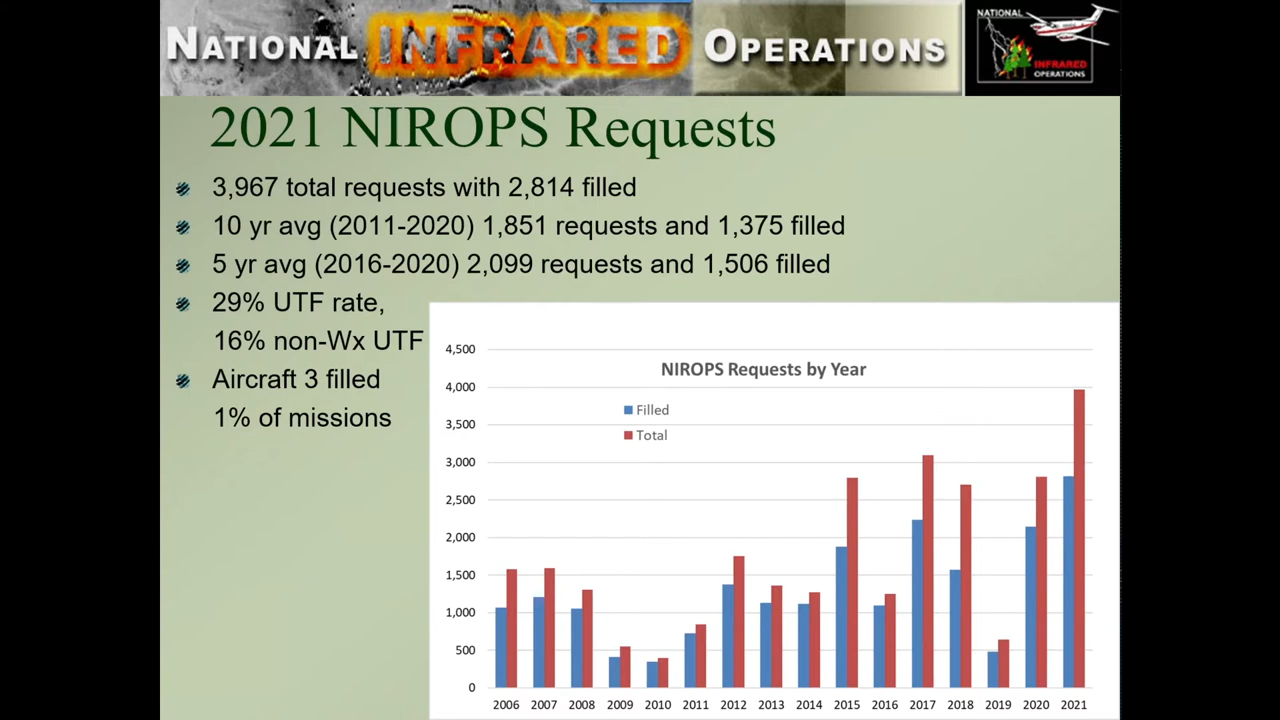 NATIONAL INFRARED OPERATIONS
NATIONAL
INFRARED
OPERATIONS
2021 NIROPS Requests
3,967 total requests with 2,814 filled
10 yr avg (2011-2020) 1,851 requests and 1,375 filled
5 yr avg (2016-2020) 2,099 requests and 1,506 filled
29% UTF rate,
16% non-Wx UTF
Aircraft 3 filled
1% of missions
NIROPS Requests by Year
Filled
Total
4,500
4,000
3,500
3,000
2,500
2,000
1,500
1,000
500
0
2006 2007 2008 2009 2010 2011 2012 2013 2014 2015 2016 2017 2018 2019 2020 2021